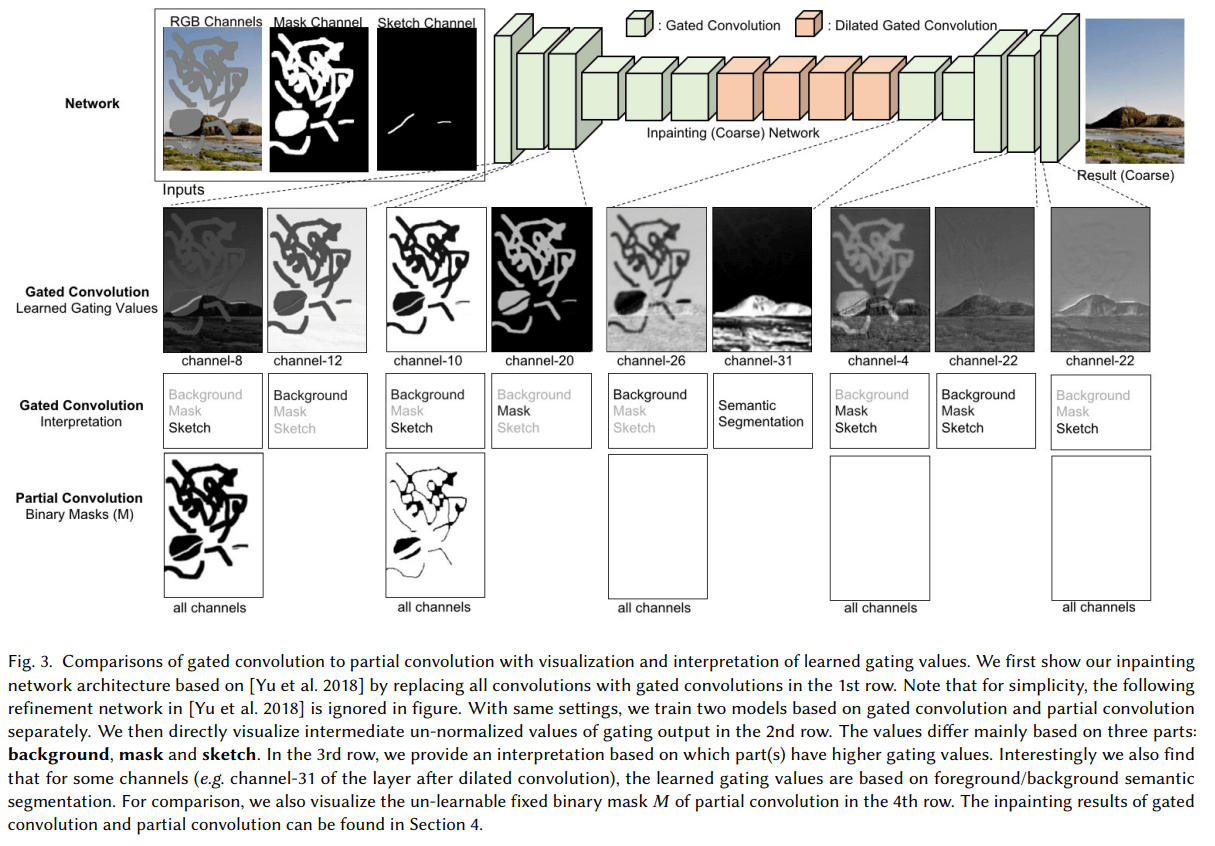 RGB Channels Mask Channel Sketch Channel
: Gated Convolution : Dilated Gated Convolution
Network
Inpainting (Coarse) Network
Inputs
Result (Coarse)
Gated Convolution
Learned Gating Values
channel-8 channel-12 channel-10 channel-20 channel-26 channel-31 channel-4 channel-22 channel-22
Gated Convolution
Interpretation
Background
Mask
Sketch
Background
Mask
Sketch
Background
Mask
Sketch
Background
Mask
Sketch
Background
Mask
Sketch
Semantic
Segmentation
Background
Mask
Sketch
Background
Mask
Sketch
Background
Mask
Sketch
Partial Convolution
Binary Masks (M)
all channels all channels all channels all channels all channels
Fig. 3. Comparisons of gated convolution to partial convolution with visualization and interpretation of learned gating values. We first show our inpainting
network architecture based on [Yu et al. 2018] by replacing all convolutions with gated convolutions in the 1st row. Note that for simplicity, the following
refinement network in [Yu et al. 2018] is ignored in figure. With same settings, we train two models based on gated convolution and partial convolution
separately. We then directly visualize intermediate un-normalized values of gating output in the 2nd row. The values differ mainly based on three parts:
background, mask and sketch. In the 3rd row, we provide an interpretation based on which part(s) have higher gating values. Interestingly we also find
that for some channels (e.g. channel-31 of the layer after dilated convolution), the learned gating values are based on foreground/background semantic
segmentation. For comparison, we also visualize the un-learnable fixed binary mask M of partial convolution in the 4th row. The inpainting results of gated
convolution and partial convolution can be found in Section 4.